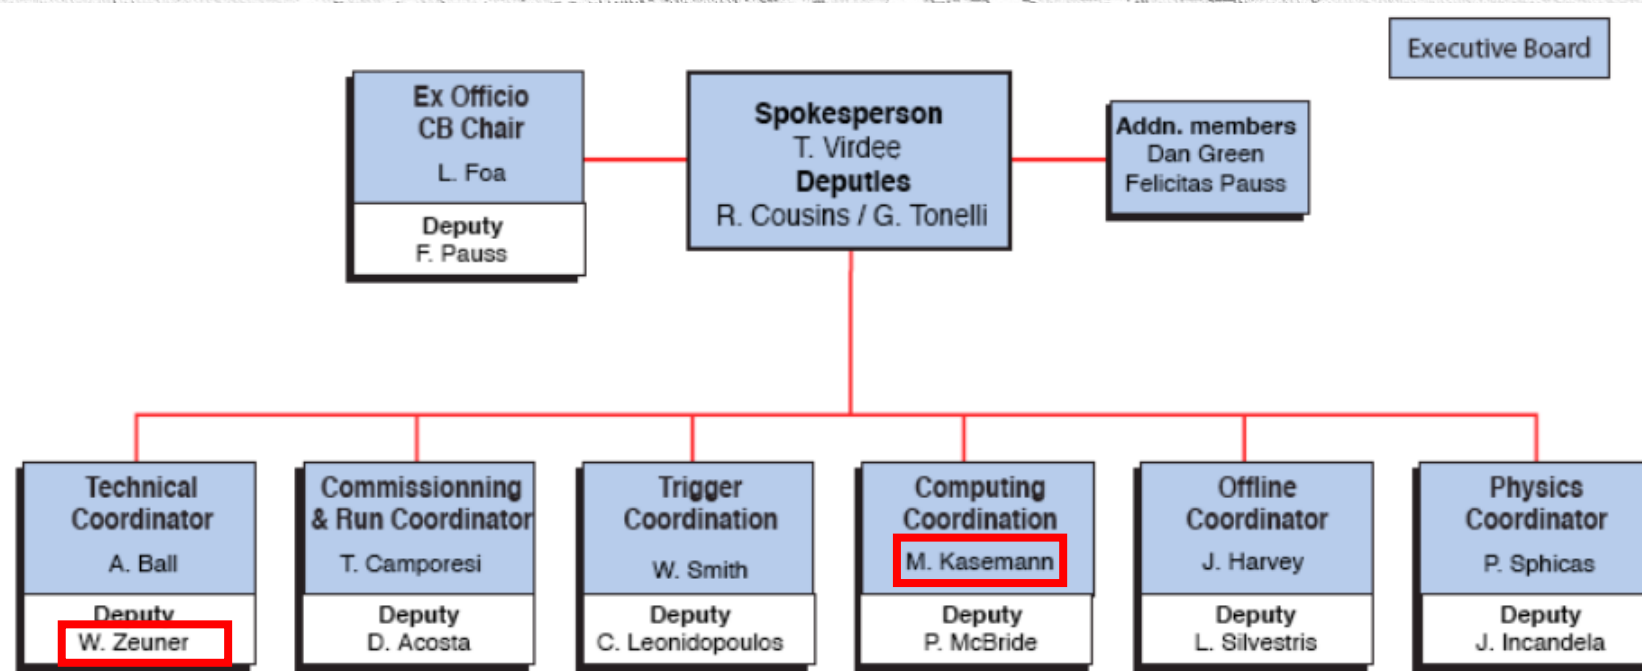 Executive Board
Ex Officio
CB Chair
L. Foa
Deputy
F. Pauss
Spokesperson
T. Virdee
Deputies
R. Cousins / G. Tonelli
Addn. members
Dan Green
Felicitas Pauss
Technical
Coordinator
A. Ball
Deputy
W. Zeuner
Commissionning
& Run Coordinator
T. Camporesi
Deputy
D. Acosta
Trigger
Coordination
W. Smith
Deputy
C. Leonidopoulos
Computing
Coordination
M. Kasemann
Deputy
P. McBride
Offline
Coordinator
J. Harvey
Deputy
L. Silvestris
Physics
Coordinator
P. Sphicas
Deputy
J. Incandela